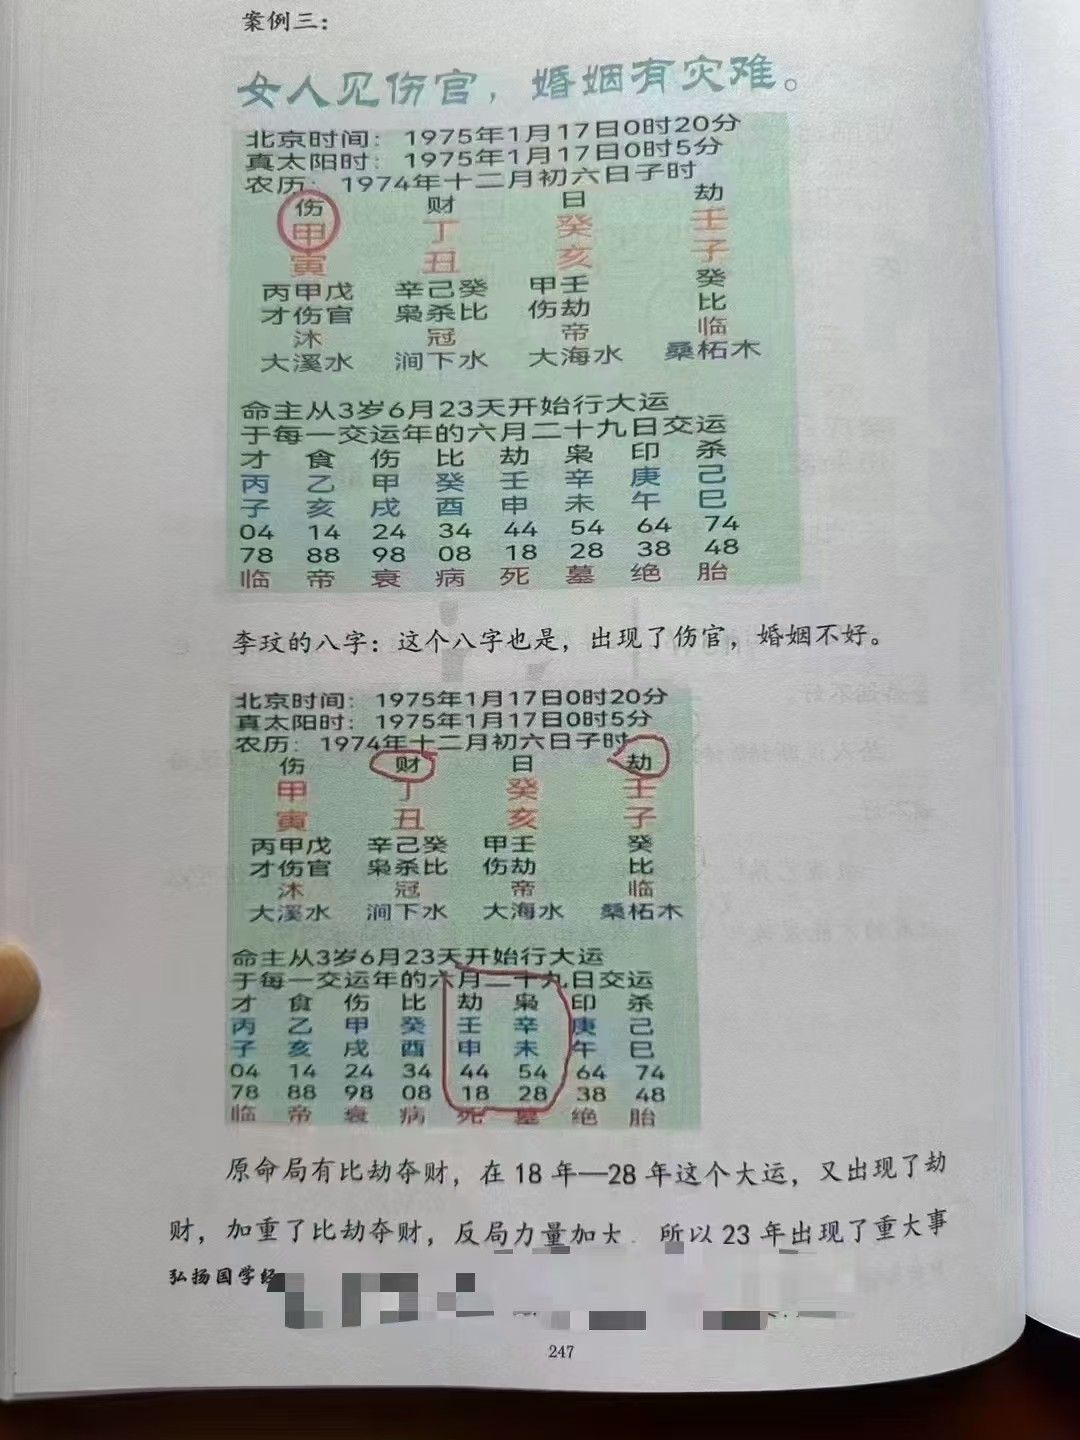 案例三：
女人见伤官，婚姻有灾难。
北京时间：1975年1月17日0时20分
真太阳时：1975年1月17日0时5分
农历：1974年十二月初六日子时
伤 财 日 劫
甲 丁 癸 壬
寅 丑 亥 子
丙甲戊 辛己癸 甲壬 癸
才伤官 枭杀比 伤劫 比
沐 冠 帝 临
大溪水 涧下水 大海水 桑柘木
命主从3岁6月23天开始行大运
于每一交运年的六月二十九日交运
才 食 伤 比 劫 枭 印 杀
丙 乙 甲 癸 壬 辛 庚 己
子 亥 戌 酉 申 未 午 巳
04 14 24 34 44 54 64 74
78 88 98 08 18 28 38 48
临 帝 衰 病 死 墓 绝 胎
李玟的八字：这个八字也是，出现了伤官，婚姻不好。
北京时间：1975年1月17日0时20分
真太阳时：1975年1月17日0时5分
农历：1974年十二月初六日子时
伤 财 日 劫
甲 丁 癸 壬
寅 丑 亥 子
丙甲戊 辛己癸 甲壬 癸
才伤官 枭杀比 伤劫 比
沐 冠 帝 临
大溪水 涧下水 大海水 桑柘木
命主从3岁6月23天开始行大运
于每一交运年的六月二十九日交运
才 食 伤 比 劫 枭 印 杀
丙 乙 甲 癸 壬 辛 庚 己
子 亥 戌 酉 申 未 午 巳
04 14 24 34 44 54 64 74
78 88 98 08 18 28 38 48
临 帝 衰 病 死 墓 绝 胎
原命局有比劫夺财，在 18 年—28 年这个大运，又出现了劫
财，加重了比劫夺财，反局力量加大．所以 23 年出现了重大事
弘扬国学经
247